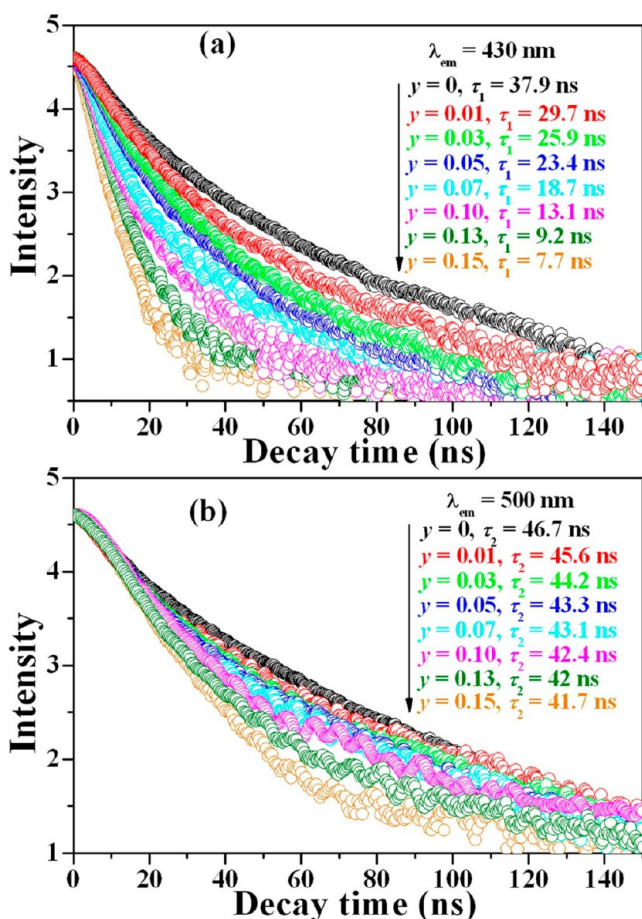 (a)
λem = 430 nm
y = 0, τ1 = 37.9 ns
y = 0.01, τ1 = 29.7 ns
y = 0.03, τ1 = 25.9 ns
y = 0.05, τ1 = 23.4 ns
y = 0.07, τ1 = 18.7 ns
y = 0.10, τ1 = 13.1 ns
y = 0.13, τ1 = 9.2 ns
y = 0.15, τ1 = 7.7 ns
Intensity
5
4
3
2
1
0 20 40 60 80 100 120 140
Decay time (ns)
(b)
λem = 500 nm
y = 0, τ2 = 46.7 ns
y = 0.01, τ2 = 45.6 ns
y = 0.03, τ2 = 44.2 ns
y = 0.05, τ2 = 43.3 ns
y = 0.07, τ2 = 43.1 ns
y = 0.10, τ2 = 42.4 ns
y = 0.13, τ2 = 42 ns
y = 0.15, τ2 = 41.7 ns
Intensity
5
4
3
2
1
0 20 40 60 80 100 120 140
Decay time (ns)